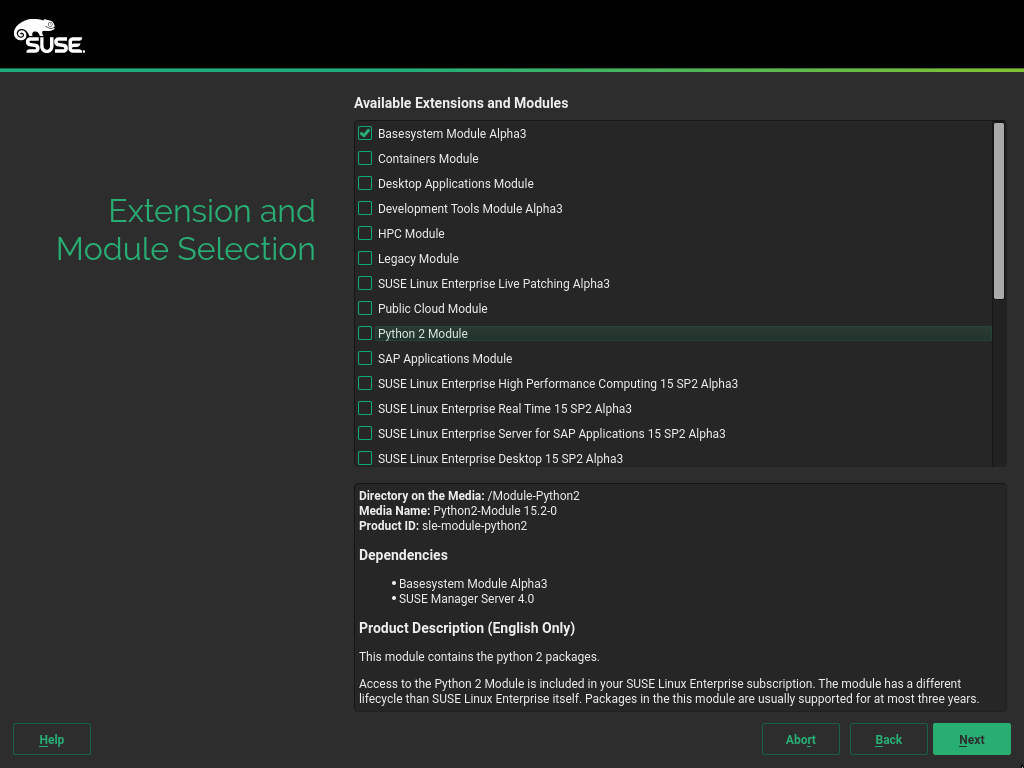 SUSE.
Extension and
Module Selection
Available Extensions and Modules
Basesystem Module Alpha3
Containers Module
Desktop Applications Module
Development Tools Module Alpha3
HPC Module
Legacy Module
SUSE Linux Enterprise Live Patching Alpha3
Public Cloud Module
Python 2 Module
SAP Applications Module
SUSE Linux Enterprise High Performance Computing 15 SP2 Alpha3
SUSE Linux Enterprise Real Time 15 SP2 Alpha3
SUSE Linux Enterprise Server for SAP Applications 15 SP2 Alpha3
SUSE Linux Enterprise Desktop 15 SP2 Alpha3
Directory on the Media: /Module-Python2
Media Name: Python2-Module 15.2-0
Product ID: sle-module-python2
Dependencies
• Basesystem Module Alpha3
• SUSE Manager Server 4.0
Product Description (English Only)
This module contains the python 2 packages.
Access to the Python 2 Module is included in your SUSE Linux Enterprise subscription. The module has a different
lifecycle than SUSE Linux Enterprise itself. Packages in the this module are usually supported for at most three years.
Help Abort Back Next